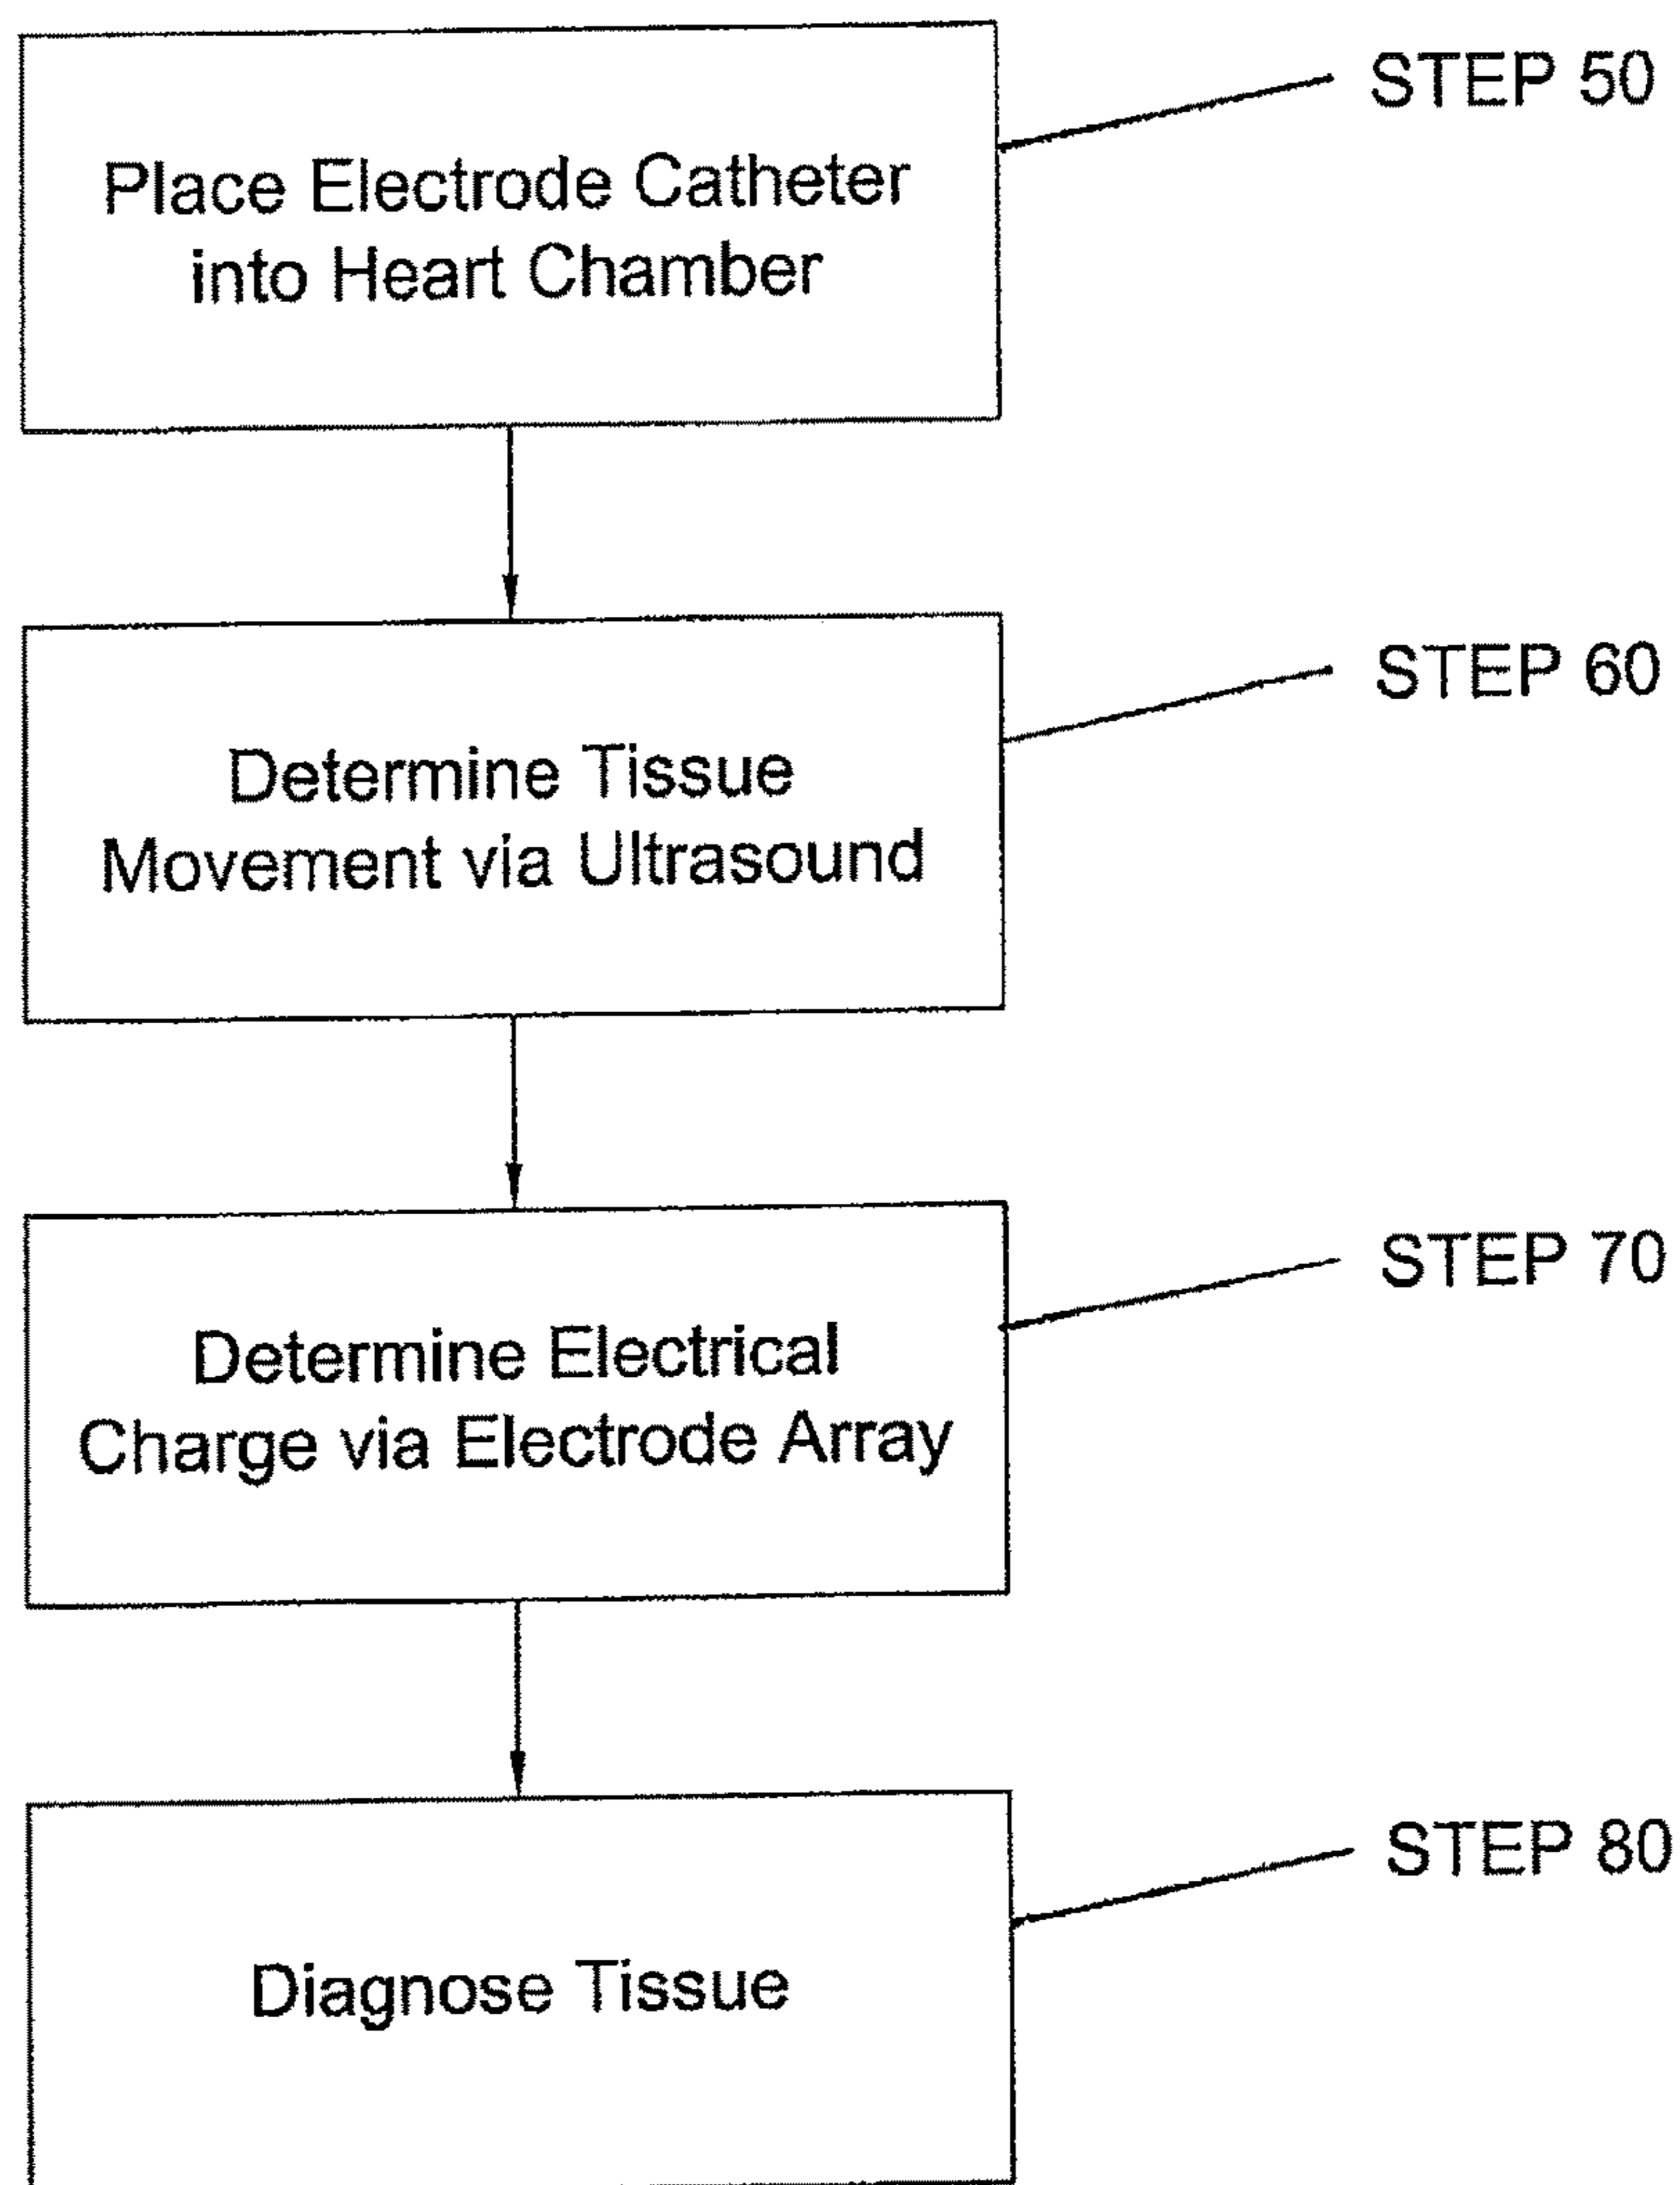 Place Electrode Catheter
into Heart Chamber
STEP 50
Determine Tissue
Movement via Ultrasound
STEP 60
Determine Electrical
Charge via Electrode Array
STEP 70
Diagnose Tissue
STEP 80